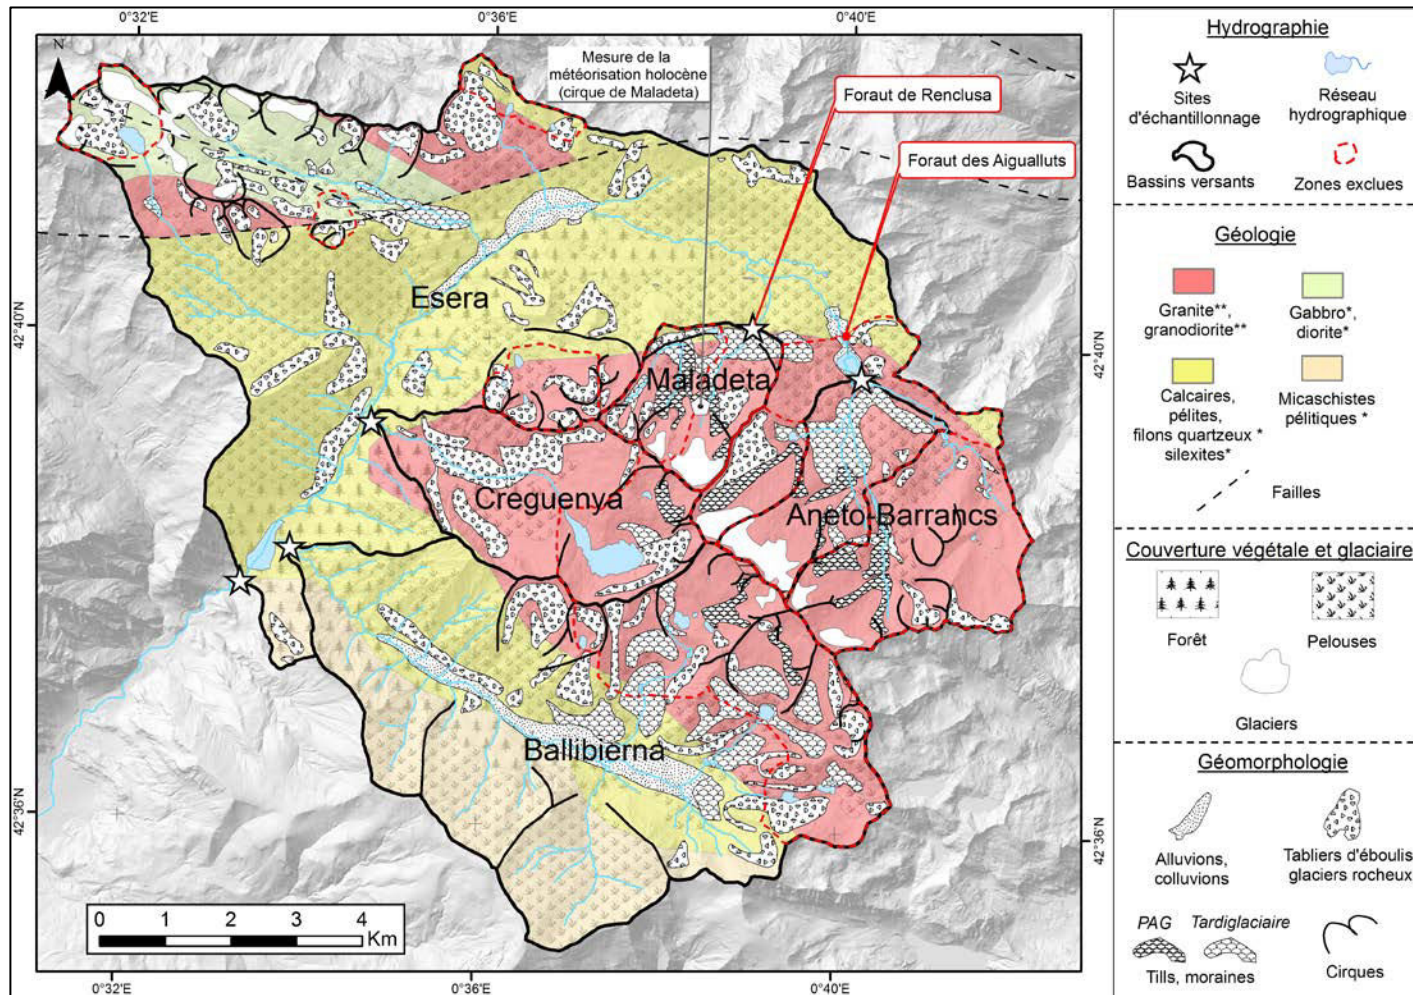 0°32'E
0°36'E
0°40'E
N
Mesure de la
météorisation holocène
(cirque de Maladeta)
Foraut de Renclusa
Foraut des Aiguallluts
42°40'N
42°40'N
Esera
Maladeta
Creguenya
Aneto-Barrancs
Ballibierna
42°36'N
42°36'N
0
1
2
3
4
Km
0°32'E
0°36'E
0°40'E
Hydrographie
Sites
d'échantillonnage
Réseau
hydrographique
Bassins versants
Zones exclues
Géologie
Granite**,
granodiorite**
Gabbro*,
diorite*
Calcaires,
pélites,
filons quartzeux *
silexites*
Micaschistes
pélitiques *
Failles
Couverture végétale et glaciaire
Forêt
Pelouses
Glaciers
Géomorphologie
Alluvions,
colluvions
Tabliers d'éboulis
glaciers rocheux
PAG
Tardiglaciaire
Tills, moraines
Cirques